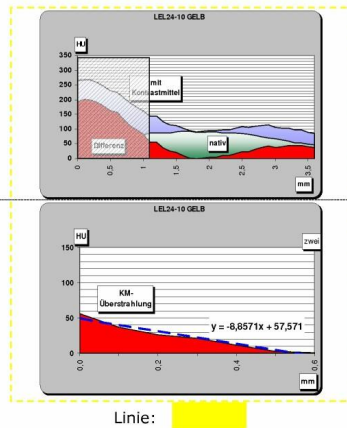 LEL24-10 GELB
HU
350
300
250
200
150
100
50
0
mit
Kontrastmittel
Differenz
nativ
0
0.5
1
1.5
2
2.5
3
3.5
mm
LEL24-10 GELB
HU
zwei
150
100
50
0
KM-
Überstrahlung
y = -8,8571x + 57,571
0.0
0.2
0.4
0.6
mm
Linie: